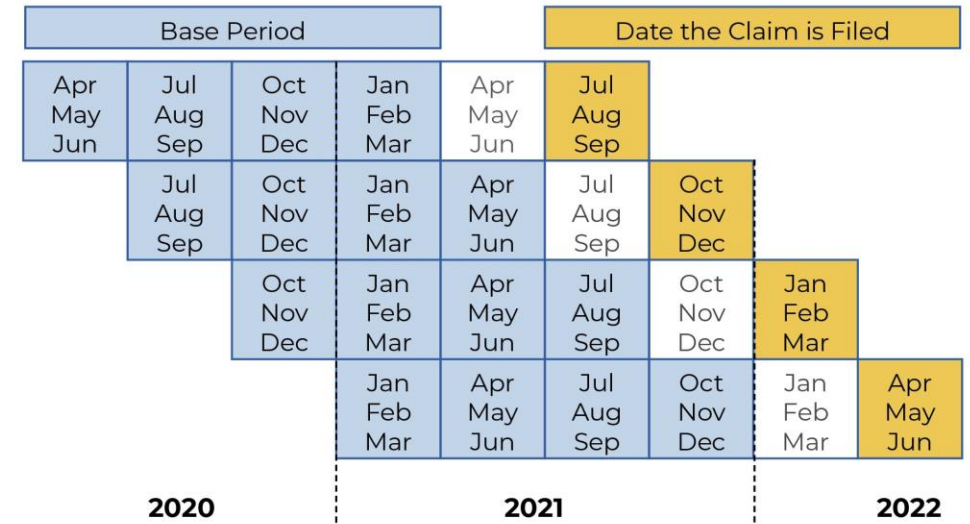 Base Period
Date the Claim is Filed
Apr Jul Oct Jan Apr Jul
May Aug Nov Feb May Aug
Jun Sep Dec Mar Jun Sep
Jul Oct Jan Apr Jul Oct
Aug Nov Feb May Aug Nov
Sep Dec Mar Jun Sep Dec
Oct Jan Apr Jul Oct Jan
Nov Feb May Aug Nov Feb
Dec Mar Jun Sep Dec Mar
Jan Apr Jul Oct Jan Apr
Feb May Aug Nov Feb May
Mar Jun Sep Dec Mar Jun
2020 2021 2022